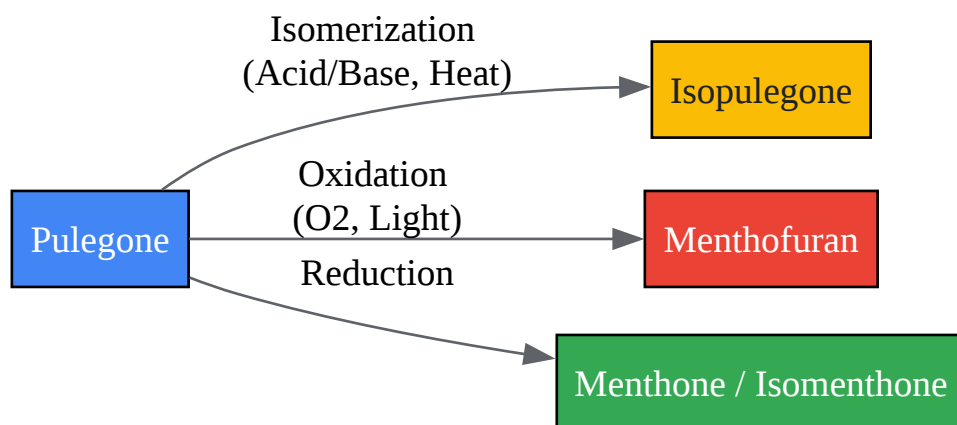 Isomerization
(Acid/Base, Heat)
Isopulegone
Oxidation
(O2, Light)
Pulegone
Menthofuran
Reduction
Menthone / Isomenthone